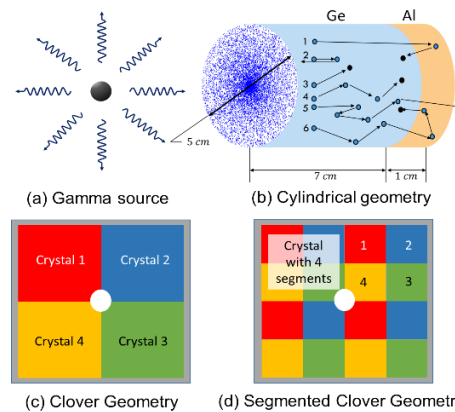 Ge
Al
1
2
3
4
5
6
5 cm
7 cm
1 cm
(a) Gamma source
(b) Cylindrical geometry
Crystal 1
Crystal 2
Crystal 4
Crystal 3
Crystal
with 4
segments
1
2
4
3
(c) Clover Geometry
(d) Segmented Clover Geomet